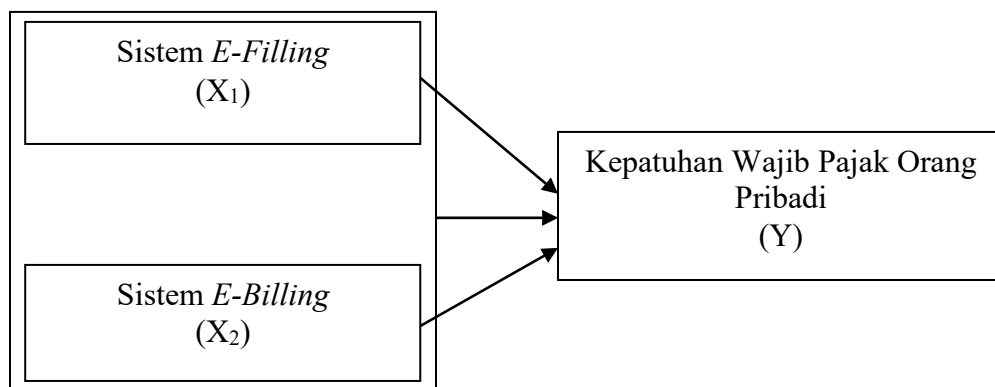 Sistem E-Filling
(X1)
Kepatuhan Wajib Pajak Orang
Pribadi
(Y)
Sistem E-Billing
(X2)